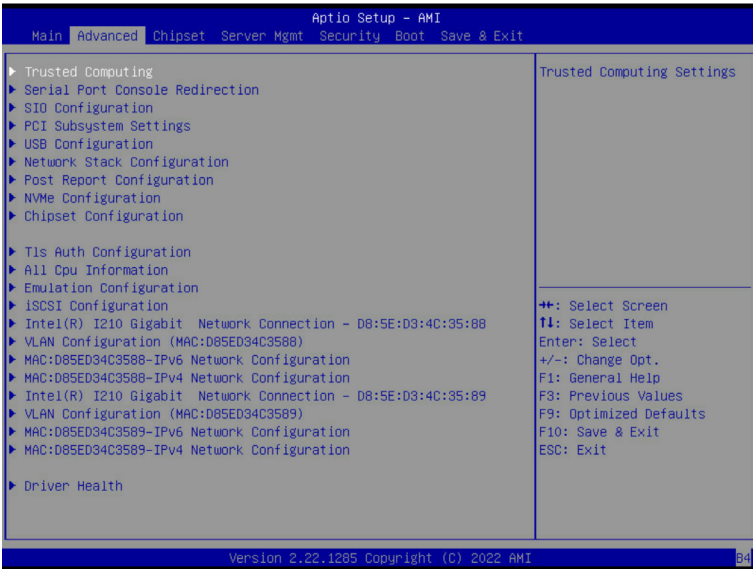 Aptio Setup – AMI
Main Advanced Chipset Server Mgmt Security Boot Save & Exit
Trusted Computing
Serial Port Console Redirection
SIO Configuration
PCI Subsystem Settings
USB Configuration
Network Stack Configuration
Post Report Configuration
NVMe Configuration
Chipset Configuration
Tls Auth Configuration
All Cpu Information
Emulation Configuration
iSCSI Configuration
Intel(R) I210 Gigabit  Network Connection – D8:5E:D3:4C:35:88
VLAN Configuration (MAC:D85ED34C3588)
MAC:D85ED34C3588-IPv6 Network Configuration
MAC:D85ED34C3588-IPv4 Network Configuration
Intel(R) I210 Gigabit  Network Connection – D8:5E:D3:4C:35:89
VLAN Configuration (MAC:D85ED34C3589)
MAC:D85ED34C3589-IPv6 Network Configuration
MAC:D85ED34C3589-IPv4 Network Configuration
Driver Health
Trusted Computing Settings
→←: Select Screen
↑↓: Select Item
Enter: Select
+/-: Change Opt.
F1: General Help
F3: Previous Values
F9: Optimized Defaults
F10: Save & Exit
ESC: Exit
Version 2.22.1285 Copyright (C) 2022 AMI
B4